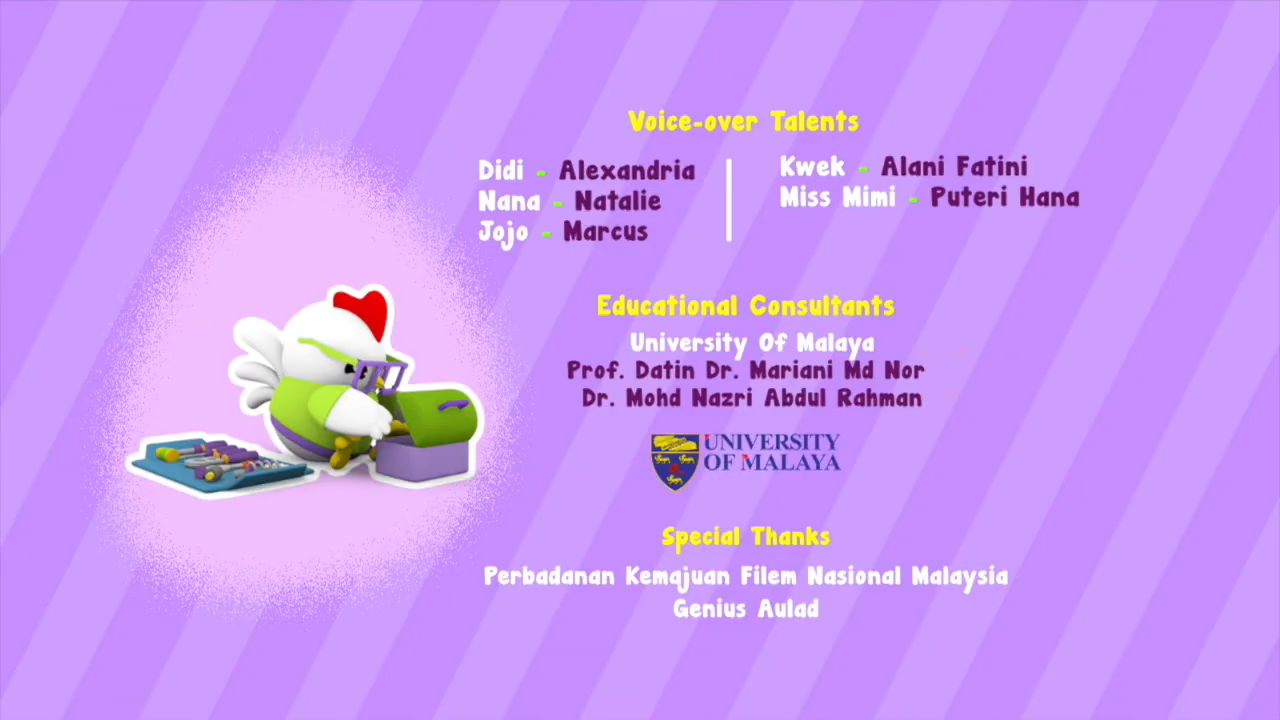 Voice-over Talents
Didi - Alexandria
Nana - Natalie
Jojo - Marcus
Kwek - Alani Fatini
Miss Mimi - Puteri Hana
Educational Consultants
University Of Malaya
Prof. Datin Dr. Mariani Md Nor
Dr. Mohd Nazri Abdul Rahman
UNIVERSITY
OF MALAYA
Special Thanks
Perbadanan Kemajuan Filem Nasional Malaysia
Genius Aulad